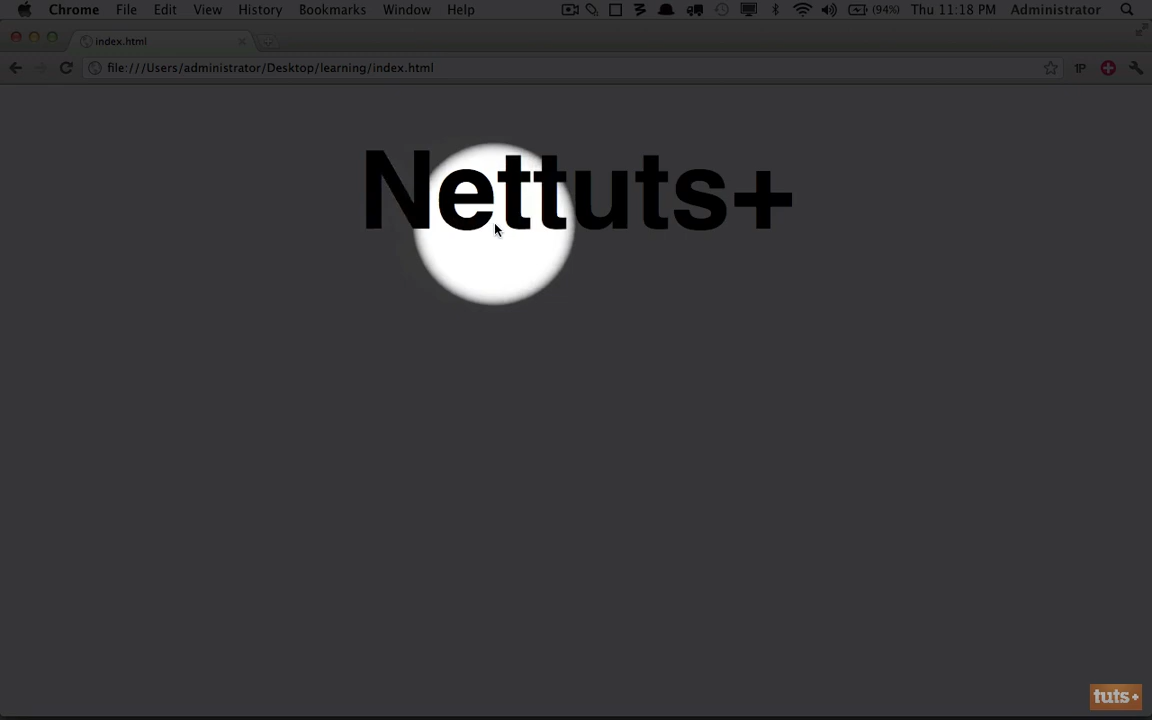 Chrome File Edit View History Bookmarks Window Help (94%) Thu 11:18 PM Administrator
index.html
file:///Users/administrator/Desktop/learning/index.html 1P
Nettuts+
tuts+